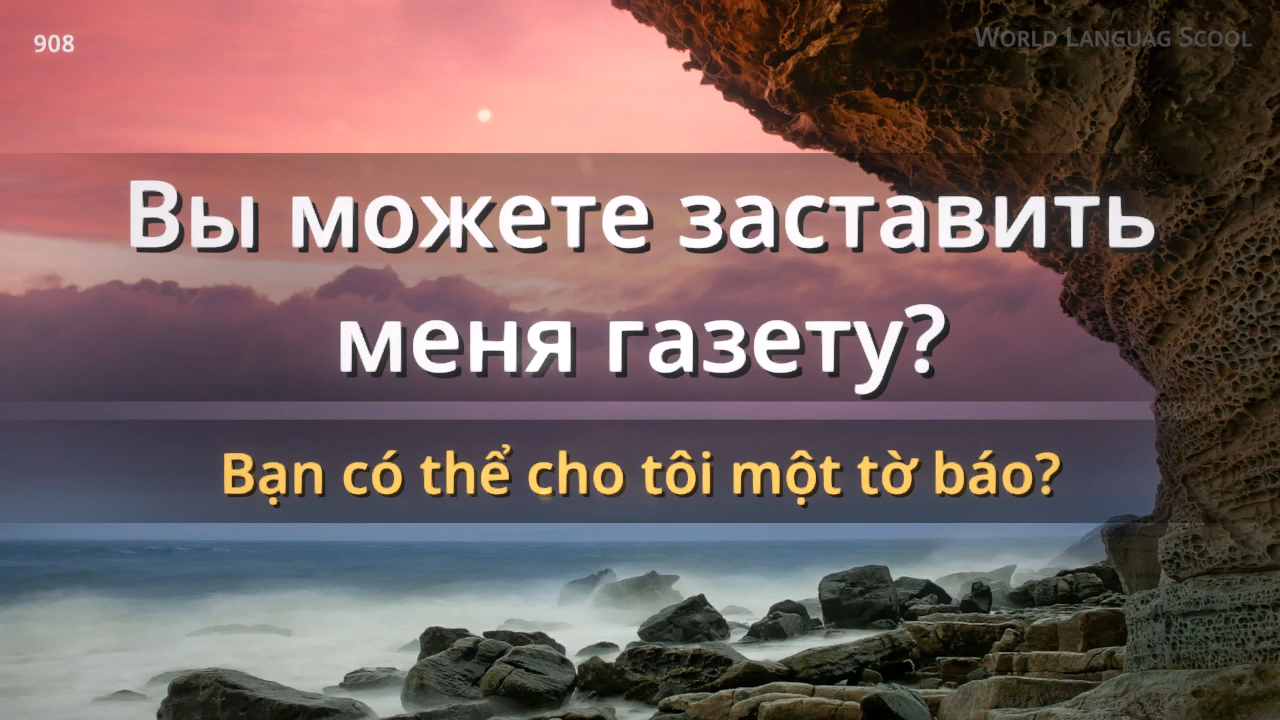 908
World Languag Scool
Вы можете заставить
меня газету?
Bạn có thể cho tôi một tờ báo?